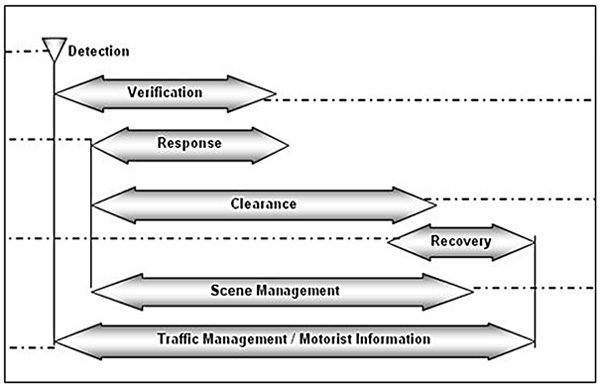 Detection
Verification
Response
Clearance
Recovery
Scene Management
Traffic Management / Motorist Information